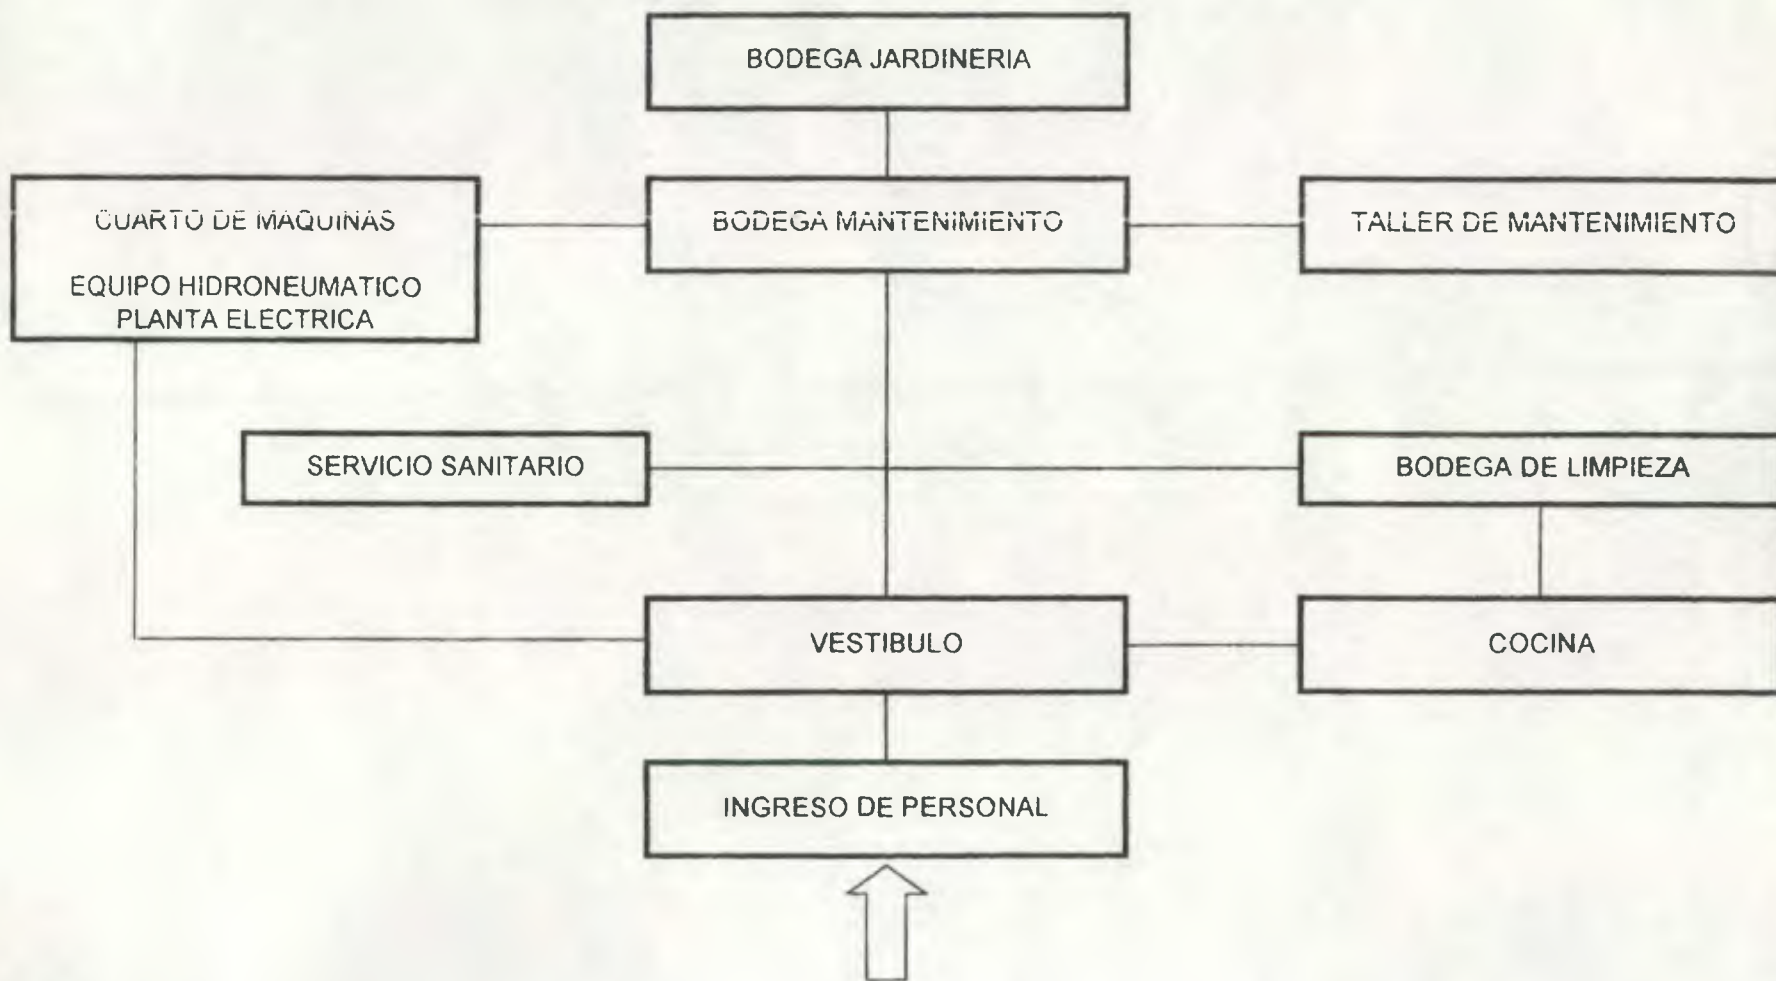 BODEGA JARDINERIA
CUARTO DE MAQUINAS
EQUIPO HIDRONEUMATICO
PLANTA ELECTRICA
BODEGA MANTENIMIENTO
TALLER DE MANTENIMIENTO
SERVICIO SANITARIO
BODEGA DE LIMPIEZA
VESTIBULO
COCINA
INGRESO DE PERSONAL